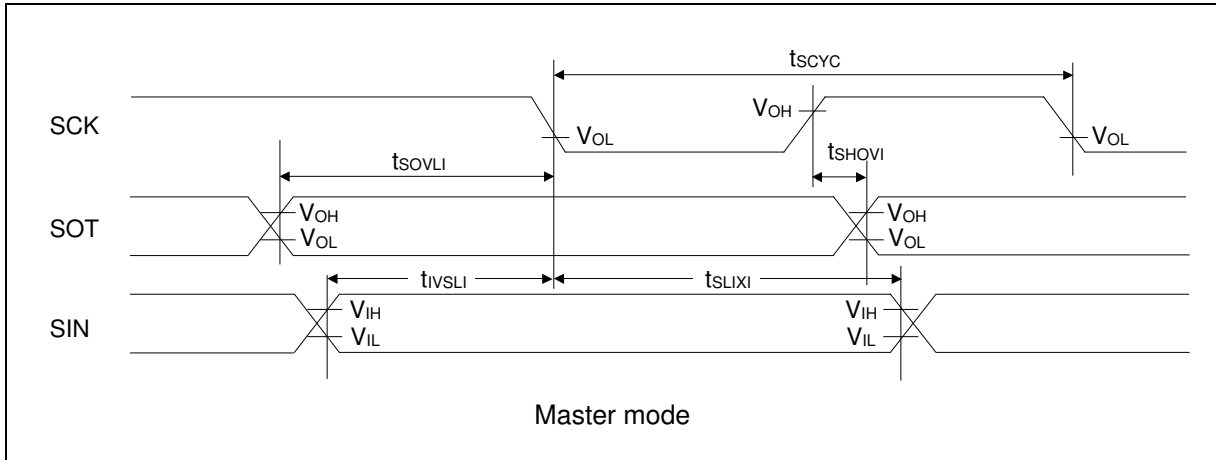 tSCYC
SCK
VOH
VOL
VOL
tSHOVI
tSOVLI
SOT
VOH
VOL
VOH
VOL
tIVSLI
tSLIXI
SIN
VIH
VIL
VIH
VIL
Master mode